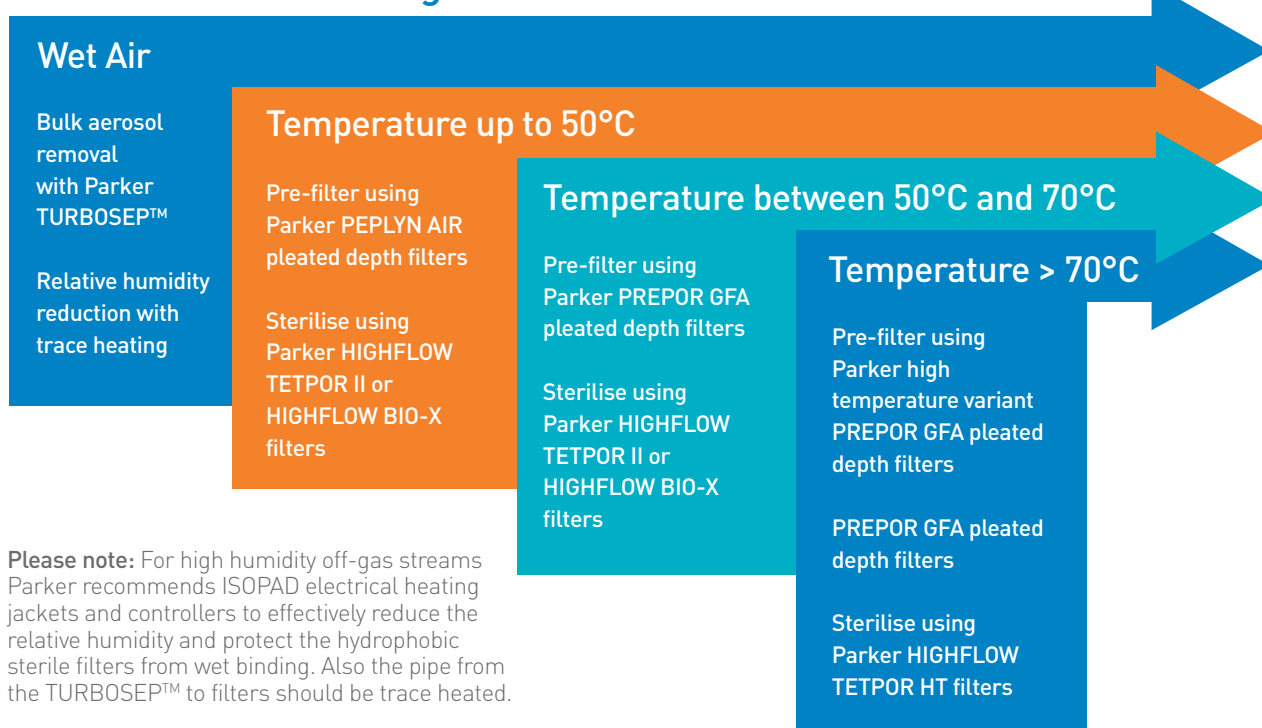 Wet Air
Bulk aerosol
removal
with Parker
TURBOSEP™
Relative humidity
reduction with
trace heating
Temperature up to 50°C
Pre-filter using
Parker PEPLYN AIR
pleated depth filters
Sterilise using
Parker HIGHFLOW
TETPOR II or
HIGHFLOW BIO-X
filters
Temperature between 50°C and 70°C
Pre-filter using
Parker PREPOR GFA
pleated depth filters
Sterilise using
Parker HIGHFLOW
TETPOR II or
HIGHFLOW BIO-X
filters
Temperature > 70°C
Pre-filter using
Parker high
temperature variant
PREPOR GFA pleated
depth filters
PREPOR GFA pleated
depth filters
Sterilise using
Parker HIGHFLOW
TETPOR HT filters
Please note: For high humidity off-gas streams
Parker recommends ISOPAD electrical heating
jackets and controllers to effectively reduce the
relative humidity and protect the hydrophobic
sterile filters from wet binding. Also the pipe from
the TURBOSEP™ to filters should be trace heated.